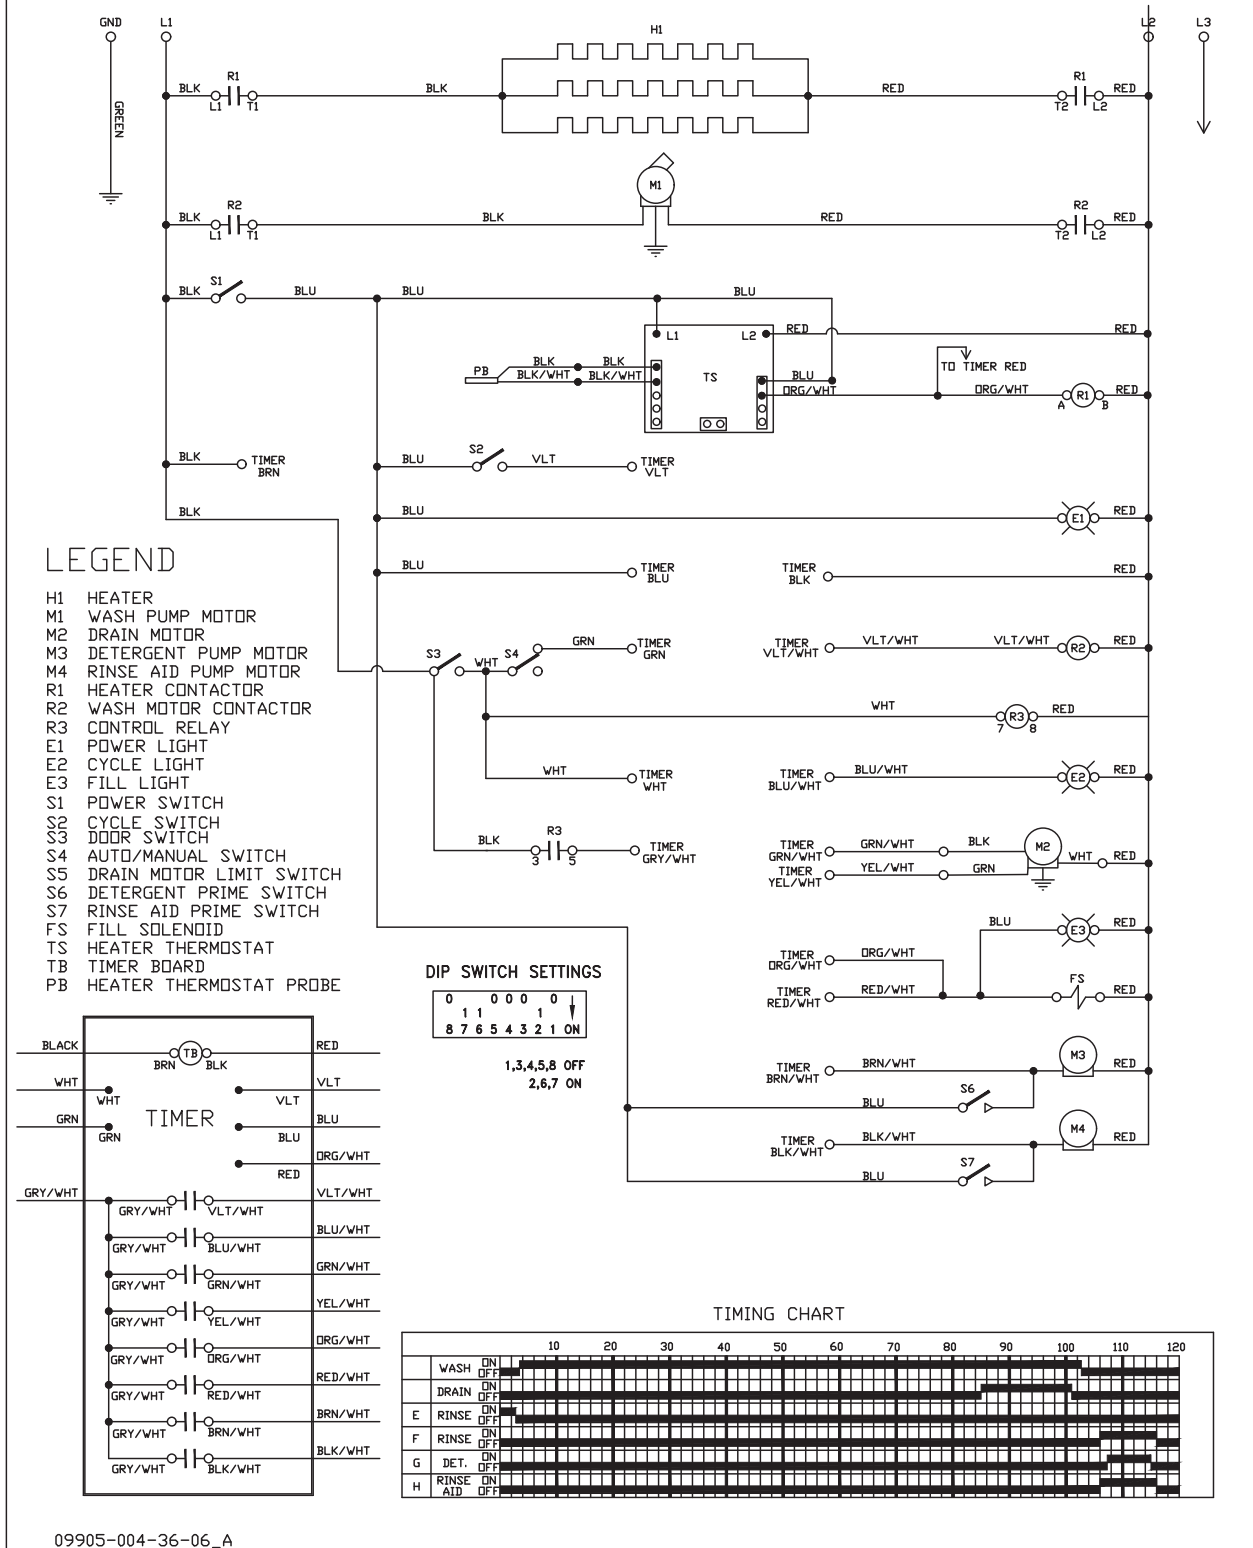 GND L1 H1 L2 L3
BLK L1 R1 T1 BLK RED T2 R1 L2 RED
GREEN
M1
BLK L1 R2 T1 BLK RED T2 R2 L2 RED
BLK S1 BLU BLU BLU
L1 L2 RED RED
PB BLK BLK
BLK/WHT BLK/WHT TS BLU
ORG/WHT TO TIMER RED ORG/WHT A R1 B RED
BLK TIMER BRN BLU S2 VLT TIMER VLT
BLK BLU E1 RED
BLU TIMER BLU TIMER BLK RED
S3 WHT S4 GRN TIMER GRN TIMER VLT/WHT VLT/WHT VLT/WHT R2 RED
WHT 7 R3 8 RED
WHT TIMER WHT TIMER BLU/WHT BLU/WHT E2 RED
BLK 3 R3 5 TIMER GRY/WHT TIMER GRN/WHT GRN/WHT BLK M2 WHT RED
TIMER YEL/WHT YEL/WHT GRN
BLU E3 RED
TIMER ORG/WHT ORG/WHT
TIMER RED/WHT RED/WHT FS RED
TIMER BRN/WHT BRN/WHT M3 RED
BLU S6
TIMER BLK/WHT BLK/WHT M4 RED
BLU S7
LEGEND
H1 HEATER
M1 WASH PUMP MOTOR
M2 DRAIN MOTOR
M3 DETERGENT PUMP MOTOR
M4 RINSE AID PUMP MOTOR
R1 HEATER CONTACTOR
R2 WASH MOTOR CONTACTOR
R3 CONTROL RELAY
E1 POWER LIGHT
E2 CYCLE LIGHT
E3 FILL LIGHT
S1 POWER SWITCH
S2 CYCLE SWITCH
S3 DOOR SWITCH
S4 AUTO/MANUAL SWITCH
S5 DRAIN MOTOR LIMIT SWITCH
S6 DETERGENT PRIME SWITCH
S7 RINSE AID PRIME SWITCH
FS FILL SOLENOID
TS HEATER THERMOSTAT
TB TIMER BOARD
PB HEATER THERMOSTAT PROBE
DIP SWITCH SETTINGS
0 0 0 0 0
1 1 1
8 7 6 5 4 3 2 1 ON
1,3,4,5,8 OFF
2,6,7 ON
BLACK BRN TB BLK RED
WHT WHT VLT VLT
TIMER
GRN GRN BLU BLU
RED ORG/WHT
GRY/WHT GRY/WHT VLT/WHT VLT/WHT
GRY/WHT BLU/WHT BLU/WHT
GRY/WHT GRN/WHT GRN/WHT
GRY/WHT YEL/WHT YEL/WHT
GRY/WHT ORG/WHT ORG/WHT
GRY/WHT RED/WHT RED/WHT
GRY/WHT BRN/WHT BRN/WHT
GRY/WHT BLK/WHT BLK/WHT
TIMING CHART
10 20 30 40 50 60 70 80 90 100 110 120
WASH ON OFF
DRAIN ON OFF
E RINSE ON OFF
F RINSE ON OFF
G DET. ON OFF
H RINSE AID ON OFF
09905-004-36-06_A